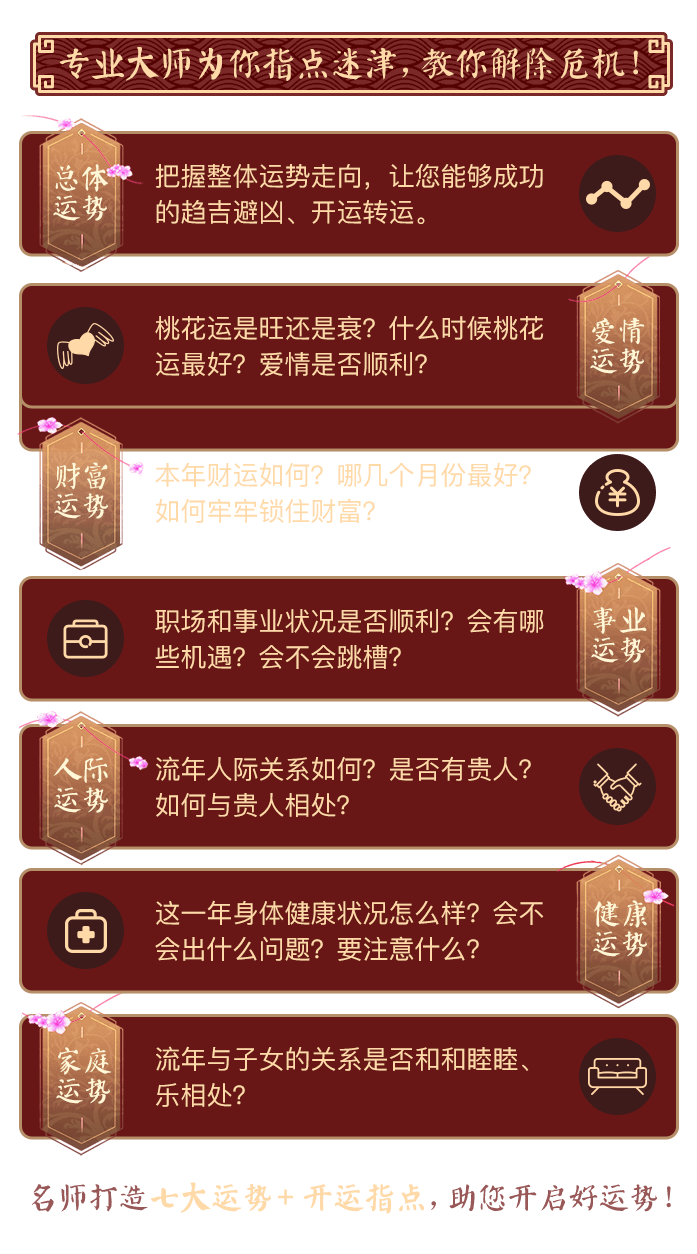 专业大师为你指点迷津，教你解除危机！
总体
运势
把握整体运势走向，让您能够成功
的趋吉避凶、开运转运。
桃花运是旺还是衰？什么时候桃花
运最好？爱情是否顺利？
爱情
运势
财富
运势
本年财运如何？哪几个月份最好？
如何牢牢锁住财富？
职场和事业状况是否顺利？会有哪
些机遇？会不会跳槽？
事业
运势
人际
运势
流年人际关系如何？是否有贵人？
如何与贵人相处？
这一年身体健康状况怎么样？会不
会出什么问题？要注意什么？
健康
运势
家庭
运势
流年与子女的关系是否和和睦睦、
乐相处？
名师打造七大运势+开运指点，助您开启好运势！